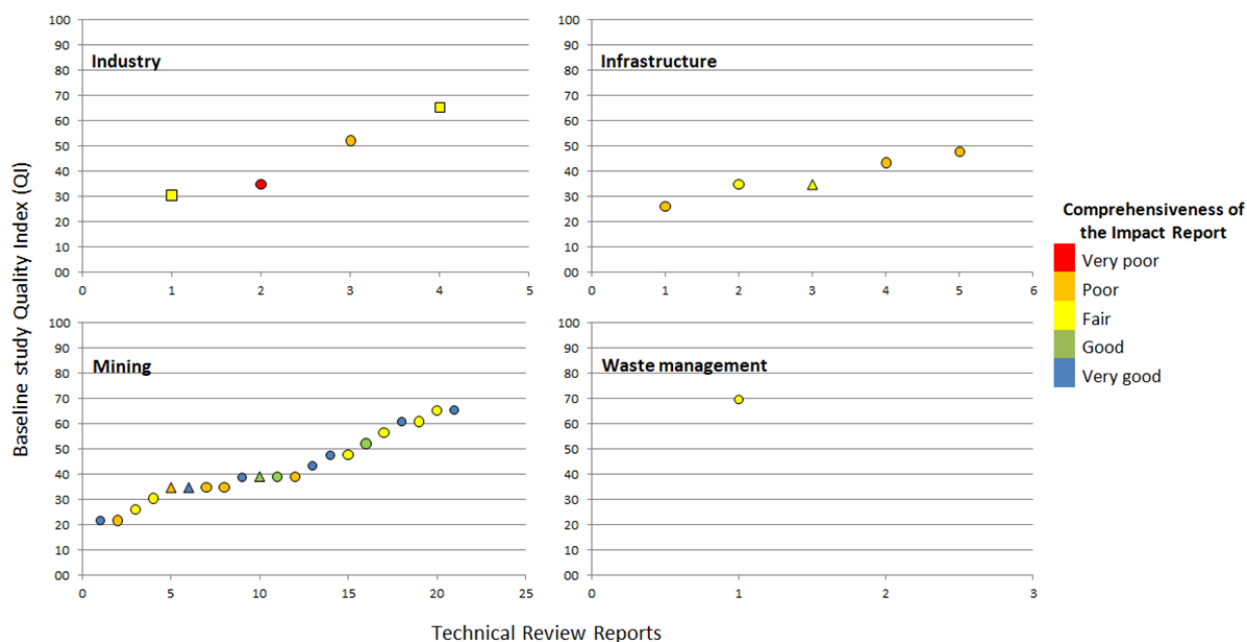 Baseline study Quality Index (QI)
Industry
100
90
80
70
60
50
40
30
20
10
00
0 1 2 3 4 5
Infrastructure
100
90
80
70
60
50
40
30
20
10
00
0 1 2 3 4 5 6
Mining
100
90
80
70
60
50
40
30
20
10
00
0 5 10 15 20 25
Waste management
100
90
80
70
60
50
40
30
20
10
00
0 1 2 3
Technical Review Reports
Comprehensiveness of
the Impact Report
Very poor
Poor
Fair
Good
Very good